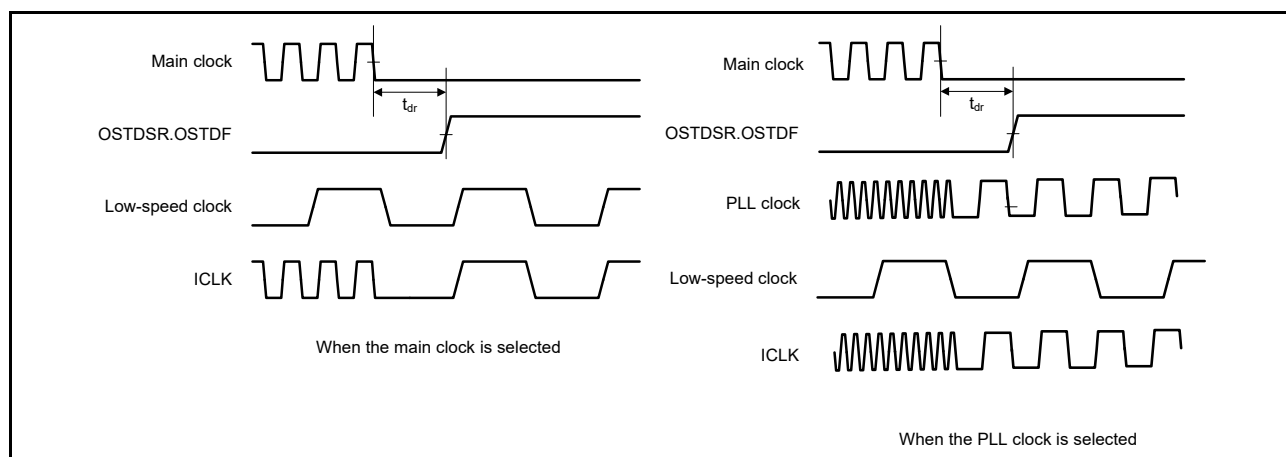 Main clock
t_dr
OSTDSR.OSTDF
Low-speed clock
ICLK
When the main clock is selected
Main clock
t_dr
OSTDSR.OSTDF
PLL clock
Low-speed clock
ICLK
When the PLL clock is selected